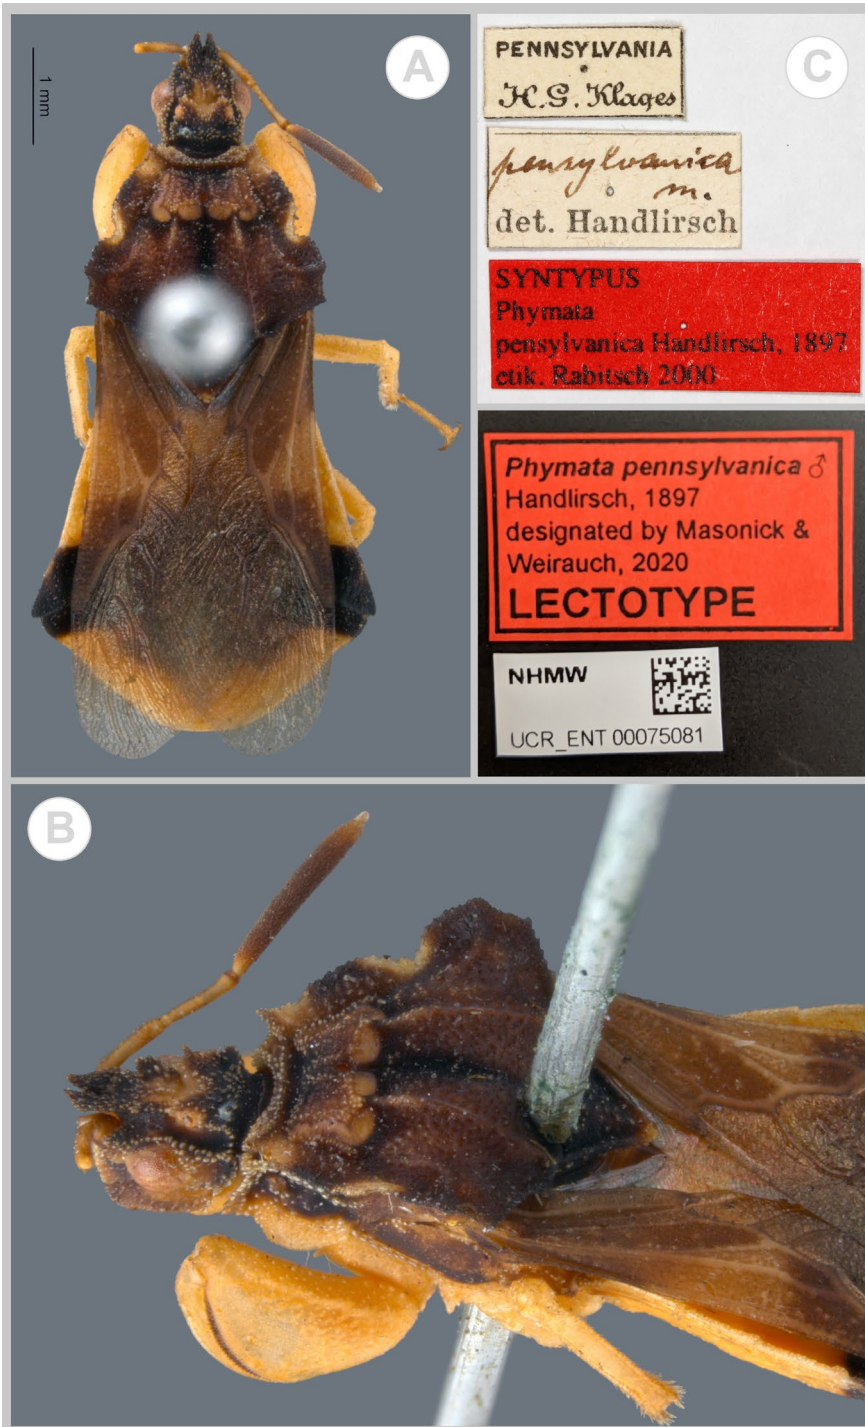 A
1 mm
C
PENNSYLVANIA
H.G. Klages
pensylvanica
m.
det. Handlirsch
SYNTYPUS
Phymata
pensylvanica Handlirsch, 1897
etik. Rabitsch 2000
Phymata pennsylvanica ♂
Handlirsch, 1897
designated by Masonick &
Weirauch, 2020
LECTOTYPE
NHMW
UCR_ENT 00075081
B